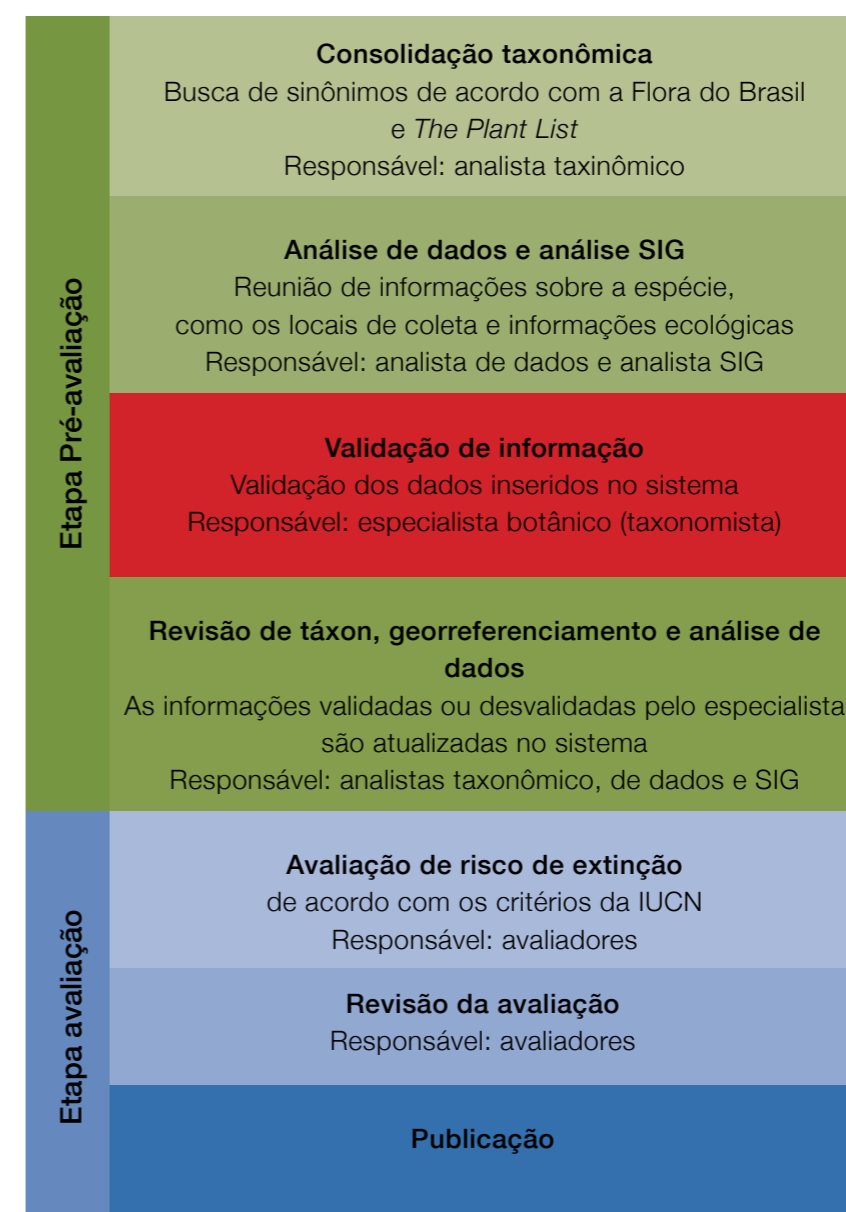 Etapa Pré-avaliação
Consolidação taxonômica
Busca de sinônimos de acordo com a Flora do Brasil
e The Plant List
Responsável: analista taxinômico
Análise de dados e análise SIG
Reunião de informações sobre a espécie,
como os locais de coleta e informações ecológicas
Responsável: analista de dados e analista SIG
Validação de informação
Validação dos dados inseridos no sistema
Responsável: especialista botânico (taxonomista)
Revisão de táxon, georreferenciamento e análise de
dados
As informações validadas ou desvalidadas pelo especialista
são atualizadas no sistema
Responsável: analistas taxonômico, de dados e SIG
Etapa avaliação
Avaliação de risco de extinção
de acordo com os critérios da IUCN
Responsável: avaliadores
Revisão da avaliação
Responsável: avaliadores
Publicação